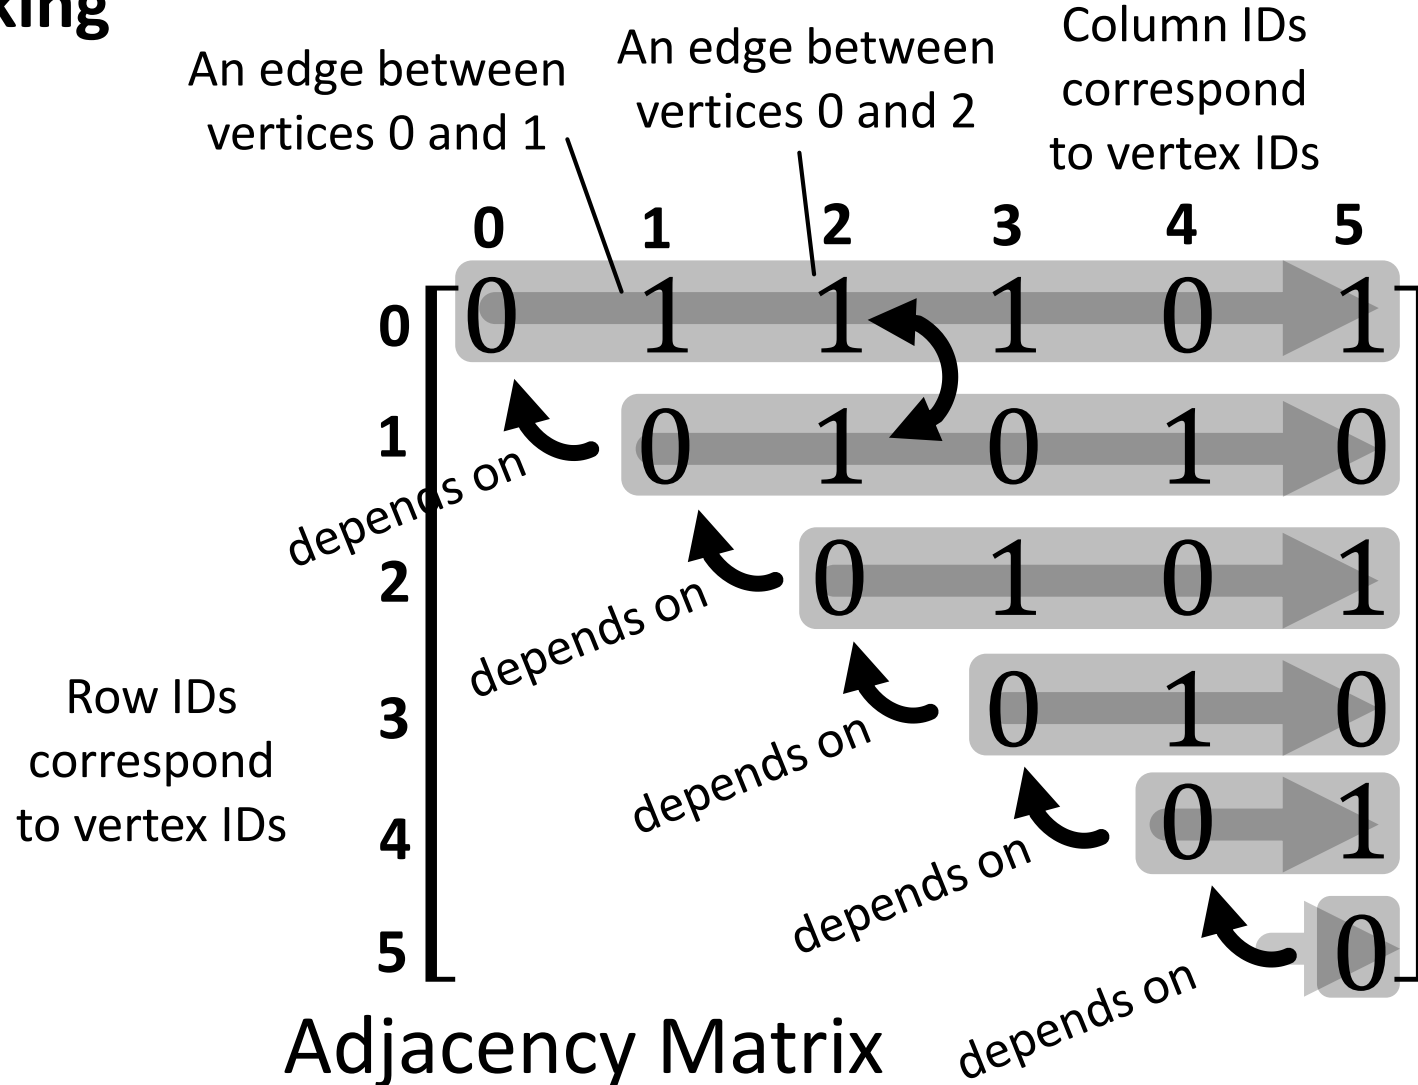 king
An edge between
vertices 0 and 1
An edge between
vertices 0 and 2
Column IDs
correspond
to vertex IDs
0 1 2 3 4 5
0 0 1 1 1 0 1
1 0 1 0 1 0
depends on
2 0 1 0 1
depends on
Row IDs
correspond
to vertex IDs
3 0 1 0
depends on
4 0 1
depends on
5 0
depends on
Adjacency Matrix